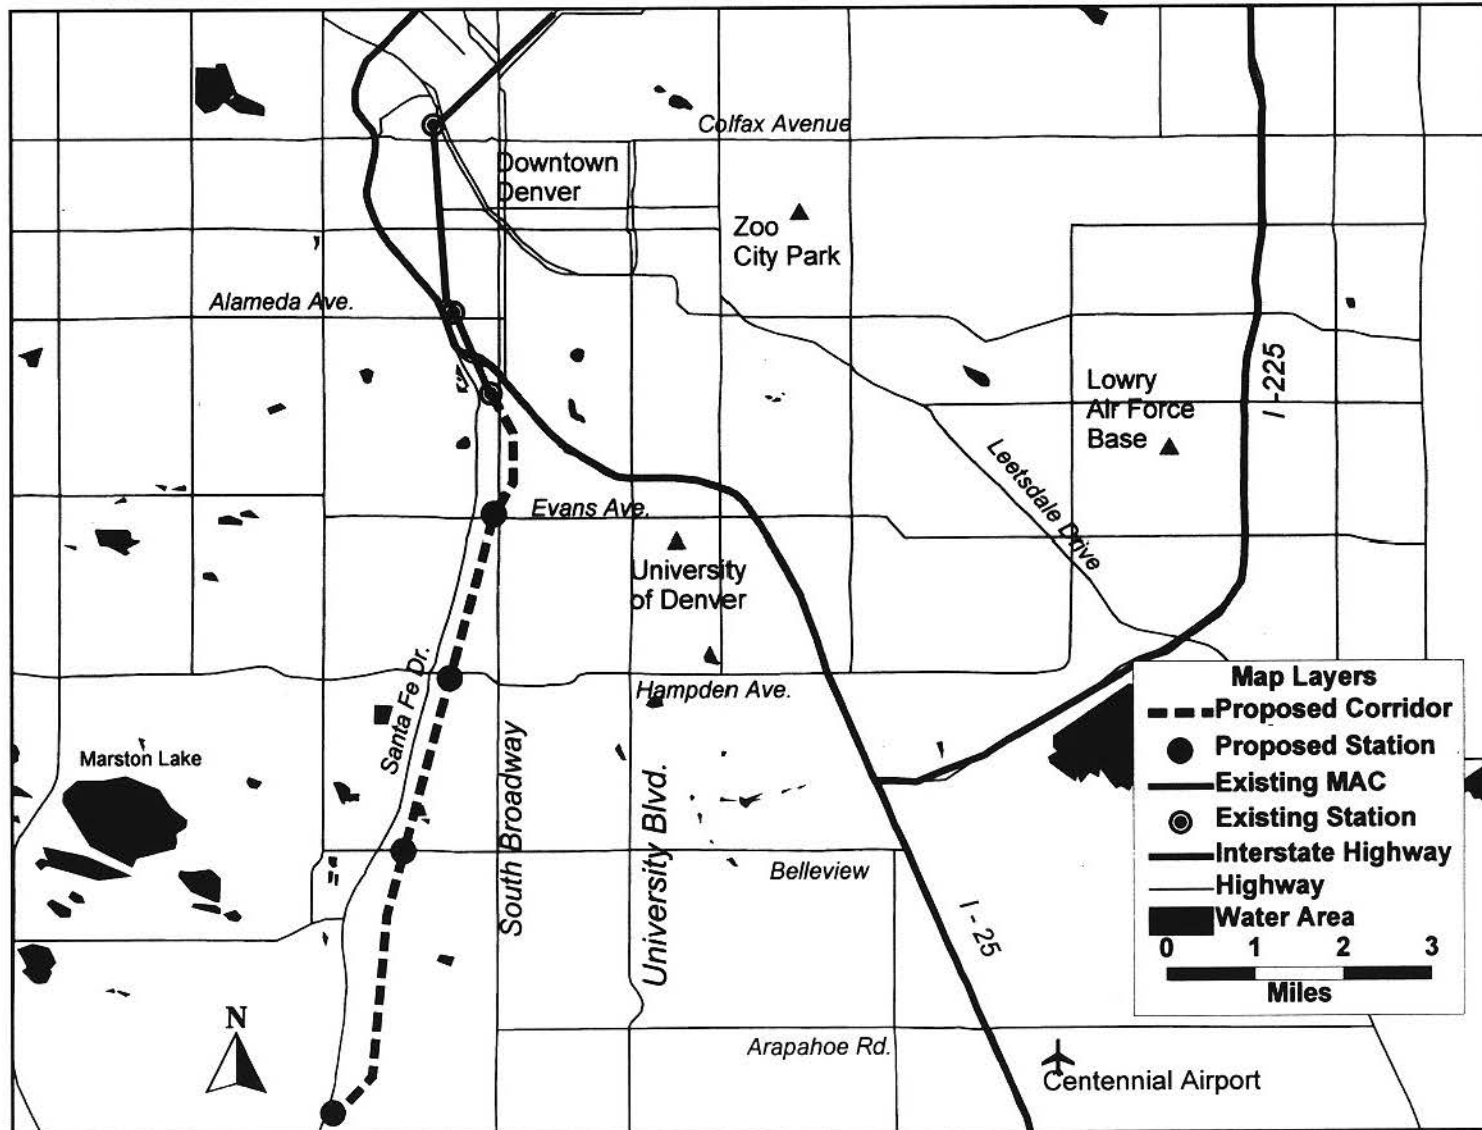 Colfax Avenue
Downtown
Denver
Zoo
City Park
Alameda Ave.
I-225
Lowry
Air Force
Base
Leetsdale Drive
Evans Ave.
University
of Denver
Santa Fe Dr.
Hampden Ave.
Marston Lake
South Broadway
University Blvd.
Belleview
I - 25
Arapahoe Rd.
Centennial Airport
N
Map Layers
Proposed Corridor
Proposed Station
Existing MAC
Existing Station
Interstate Highway
Highway
Water Area
0 1 2 3
Miles